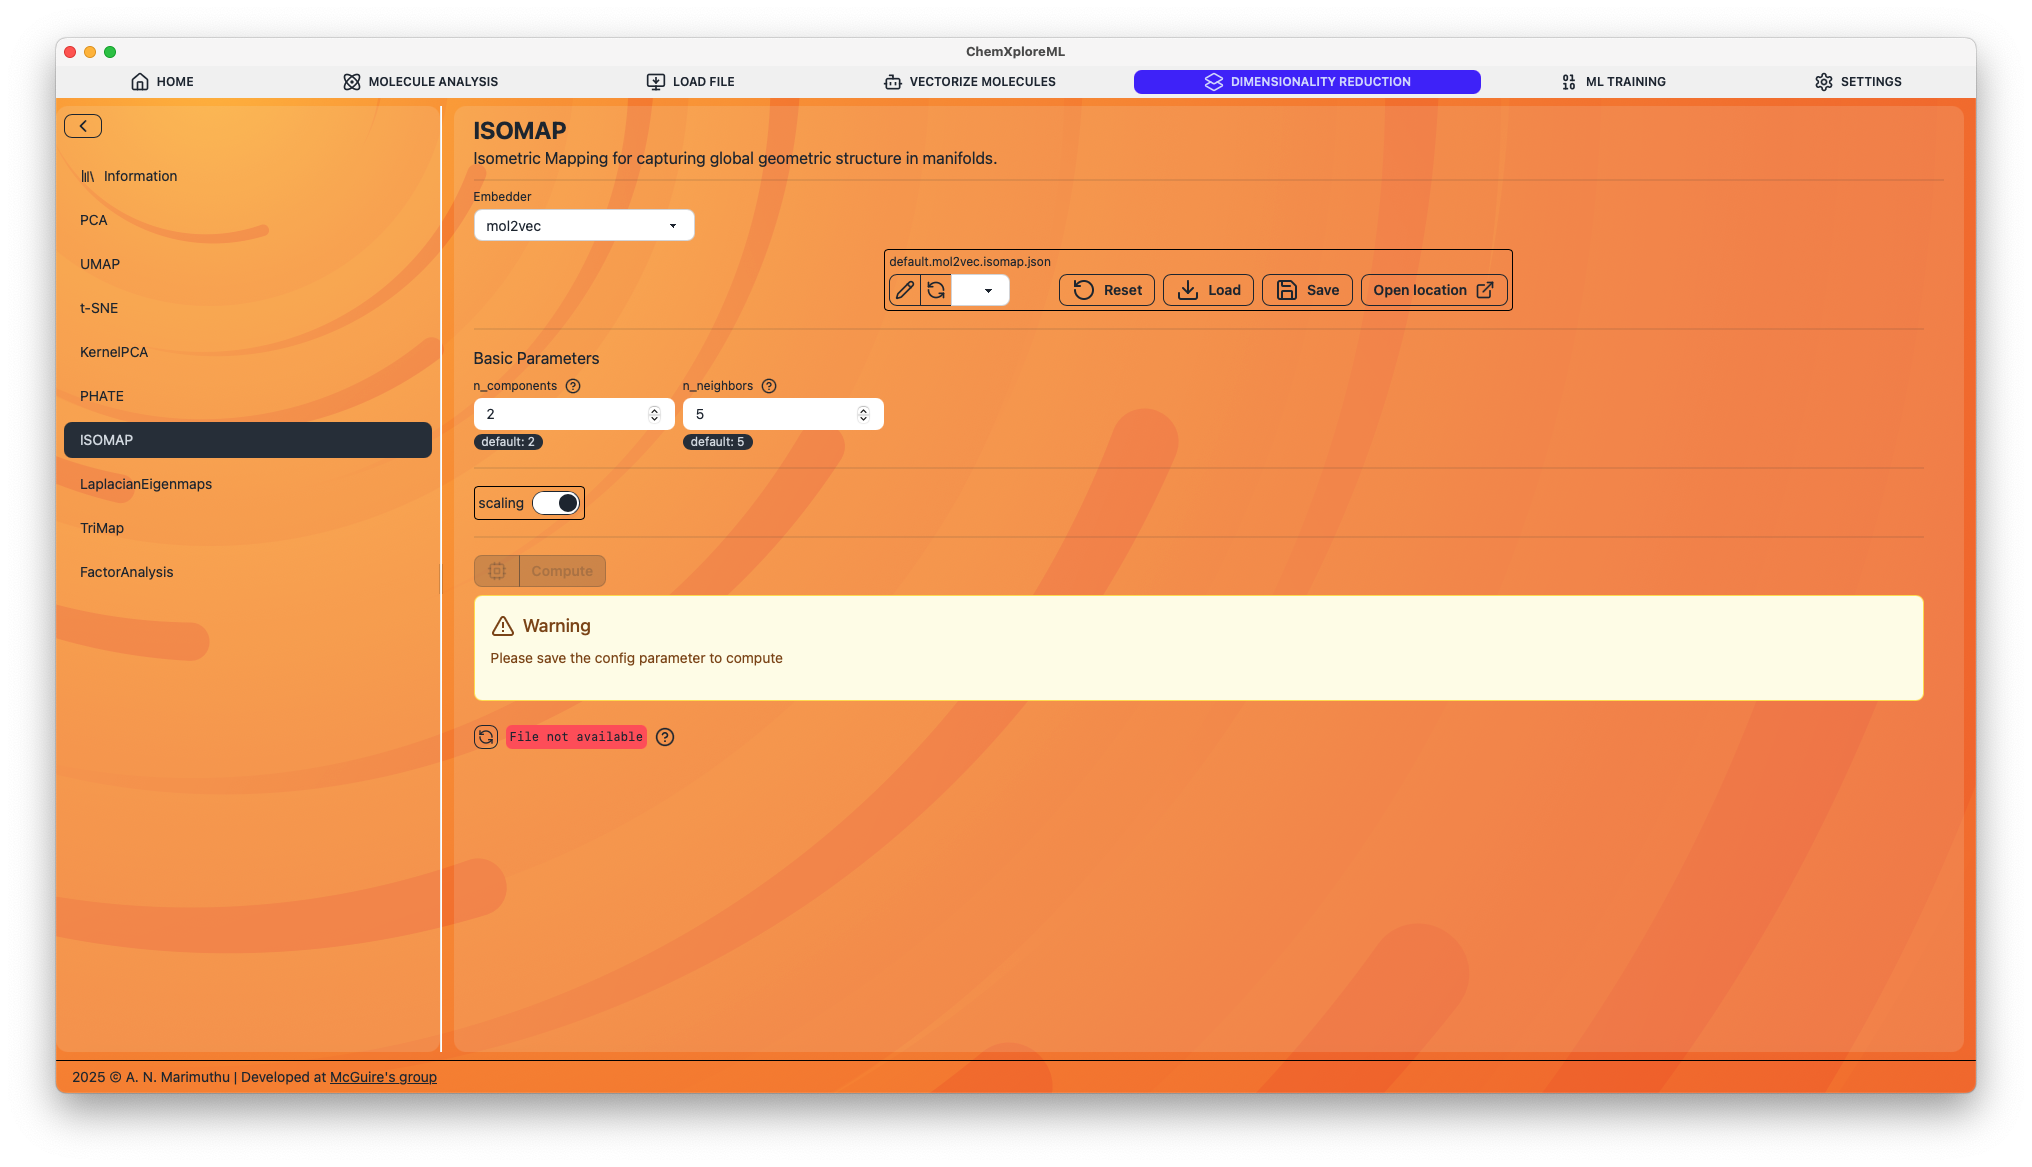 ChemXploreML
HOME
MOLECULE ANALYSIS
LOAD FILE
VECTORIZE MOLECULES
DIMENSIONALITY REDUCTION
ML TRAINING
SETTINGS
Information
PCA
UMAP
t-SNE
KernelPCA
PHATE
ISOMAP
LaplacianEigenmaps
TriMap
FactorAnalysis
ISOMAP
Isometric Mapping for capturing global geometric structure in manifolds.
Embedder
mol2vec
default.mol2vec.isomap.json
Reset
Load
Save
Open location
Basic Parameters
n_components
n_neighbors
2
5
default: 2
default: 5
scaling
Compute
Warning
Please save the config parameter to compute
File not available
2025 © A. N. Marimuthu | Developed at McGuire's group